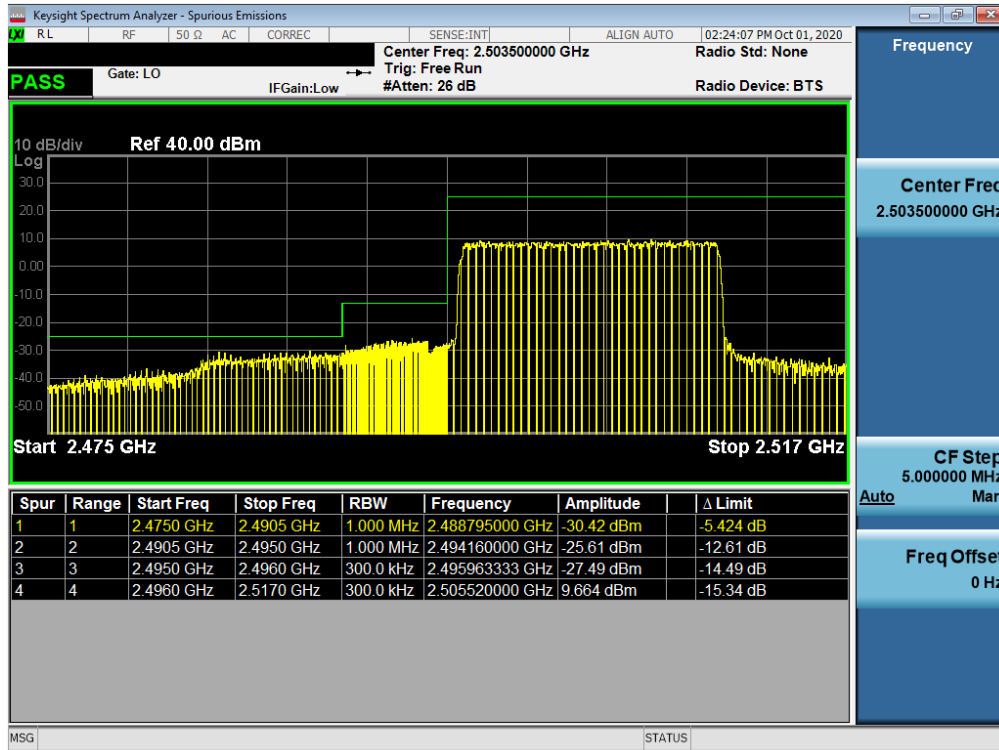 Keysight Spectrum Analyzer - Spurious Emissions
LXI RL RF 50 Ω AC CORREC SENSE:INT ALIGN AUTO 02:24:07 PM Oct 01, 2020
Center Freq: 2.503500000 GHz Radio Std: None
Trig: Free Run
PASS Gate: LO IFGain:Low #Atten: 26 dB Radio Device: BTS
10 dB/div Ref 40.00 dBm
Log
30.0
20.0
10.0
0.00
-10.0
-20.0
-30.0
-40.0
-50.0
Start 2.475 GHz Stop 2.517 GHz
Spur Range Start Freq Stop Freq RBW Frequency Amplitude Δ Limit
1 1 2.4750 GHz 2.4905 GHz 1.000 MHz 2.488795000 GHz -30.42 dBm -5.424 dB
2 2 2.4905 GHz 2.4950 GHz 1.000 MHz 2.494160000 GHz -25.61 dBm -12.61 dB
3 3 2.4950 GHz 2.4960 GHz 300.0 kHz 2.495963333 GHz -27.49 dBm -14.49 dB
4 4 2.4960 GHz 2.5170 GHz 300.0 kHz 2.505520000 GHz 9.664 dBm -15.34 dB
MSG STATUS
Frequency
Center Freq
2.503500000 GHz
CF Step
5.000000 MHz
Auto Man
Freq Offset
0 Hz